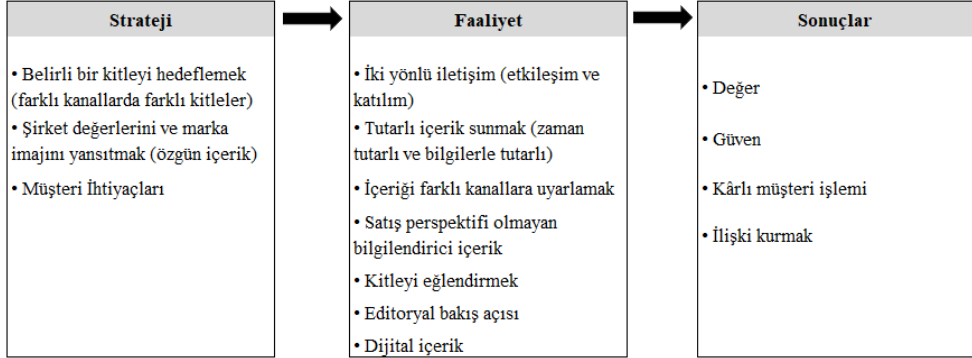 Strateji
• Belirli bir kitleyi hedeflemek
(farklı kanallarda farklı kitleler)
• Şirket değerlerini ve marka
imajını yansıtmak (özgün içerik)
• Müşteri İhtiyaçları
Faaliyet
• İki yönlü iletişim (etkileşim ve
katılım)
• Tutarlı içerik sunmak (zaman
tutarlı ve bilgilerle tutarlı)
• İçeriği farklı kanallara uyarlamak
• Satış perspektifi olmayan
bilgilendirici içerik
• Kitleyi eğlendirmek
• Editoryal bakış açısı
• Dijital içerik
Sonuçlar
• Değer
• Güven
• Kârlı müşteri işlemi
• İlişki kurmak